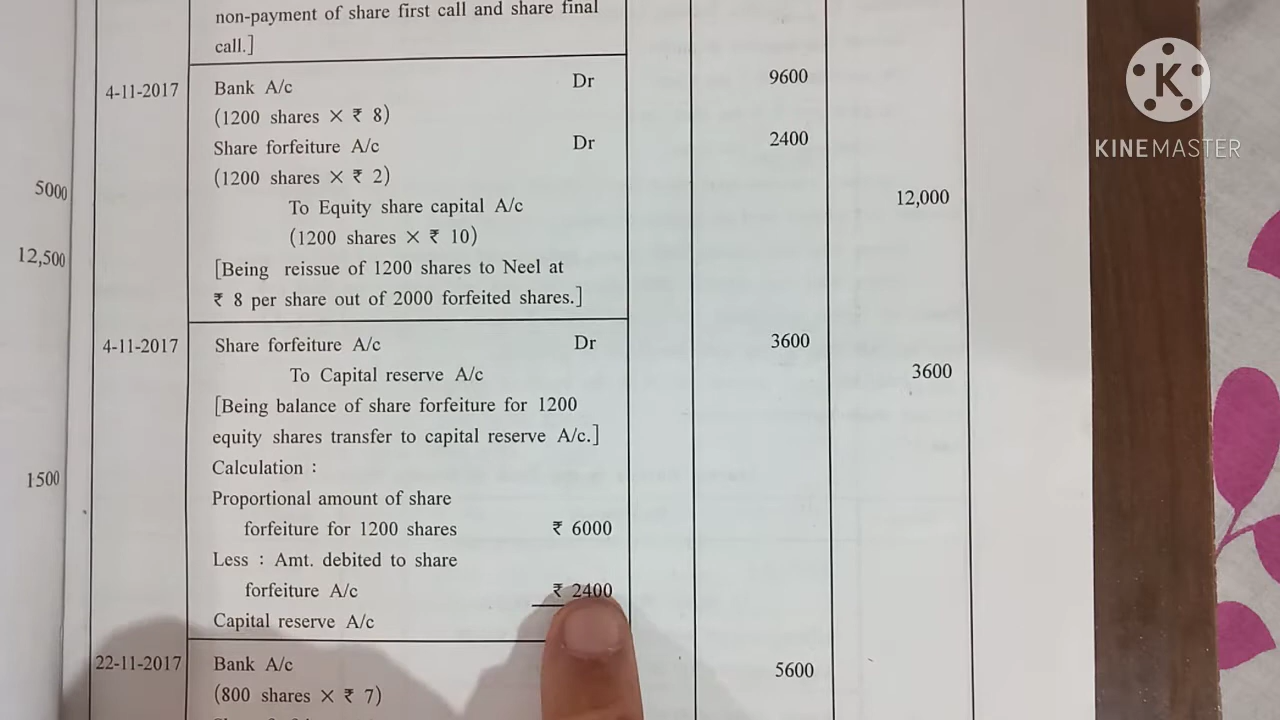 non-payment of share first call and share final
call.]
4-11-2017 Bank A/c Dr 9600
(1200 shares × ₹ 8)
Share forfeiture A/c Dr 2400
(1200 shares × ₹ 2)
5000
To Equity share capital A/c 12,000
(1200 shares × ₹ 10)
12,500
[Being reissue of 1200 shares to Neel at
₹ 8 per share out of 2000 forfeited shares.]
4-11-2017 Share forfeiture A/c Dr 3600
To Capital reserve A/c 3600
[Being balance of share forfeiture for 1200
equity shares transfer to capital reserve A/c.]
Calculation :
1500
Proportional amount of share
forfeiture for 1200 shares ₹ 6000
Less : Amt. debited to share
forfeiture A/c ₹ 2400
Capital reserve A/c
22-11-2017 Bank A/c 5600
(800 shares × ₹ 7)
K
KINEMASTER